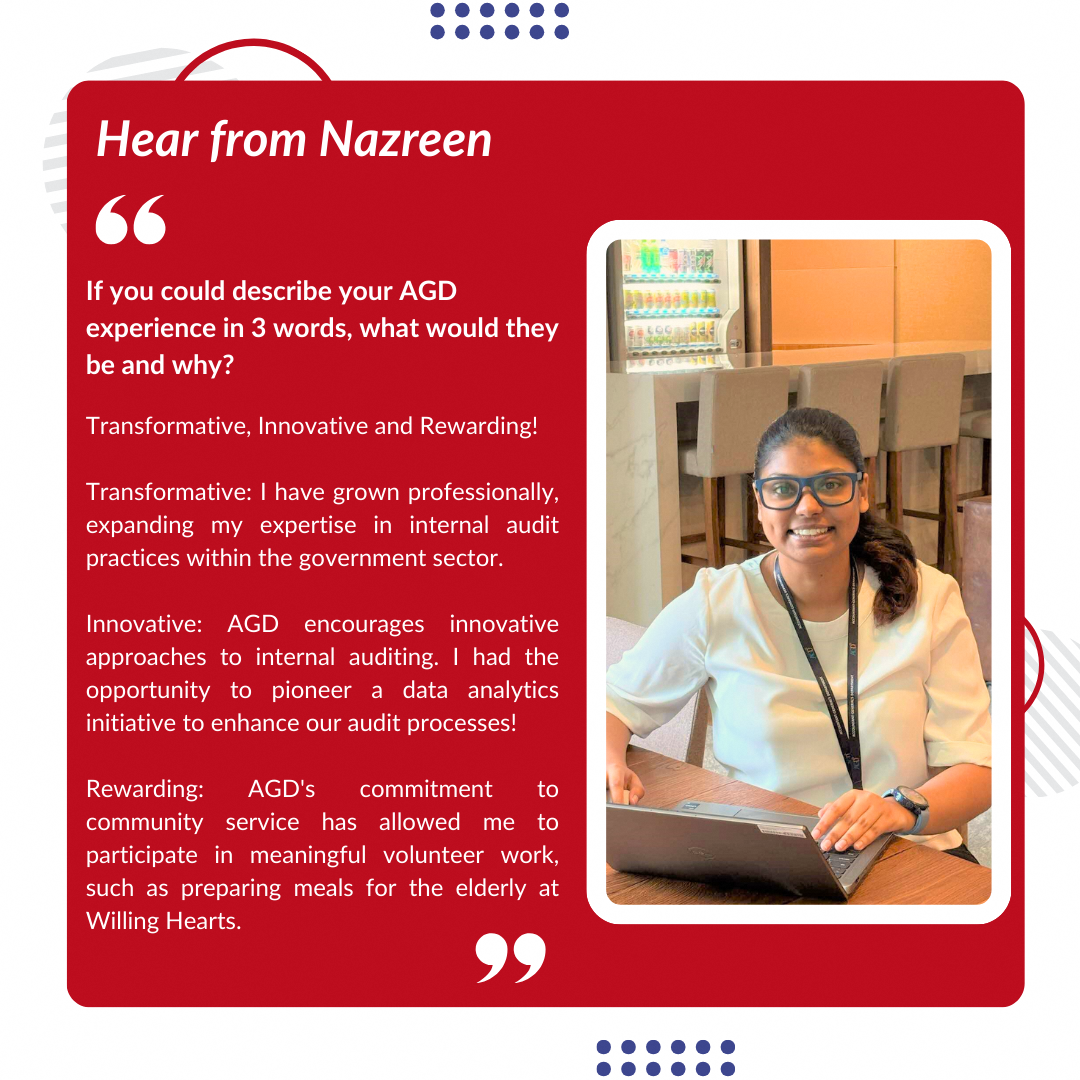 Hear from Nazreen
“
If you could describe your AGD
experience in 3 words, what would they
be and why?
Transformative, Innovative and Rewarding!
Transformative: I have grown professionally,
expanding my expertise in internal audit
practices within the government sector.
Innovative: AGD encourages innovative
approaches to internal auditing. I had the
opportunity to pioneer a data analytics
initiative to enhance our audit processes!
Rewarding: AGD's commitment to
community service has allowed me to
participate in meaningful volunteer work,
such as preparing meals for the elderly at
Willing Hearts.
”